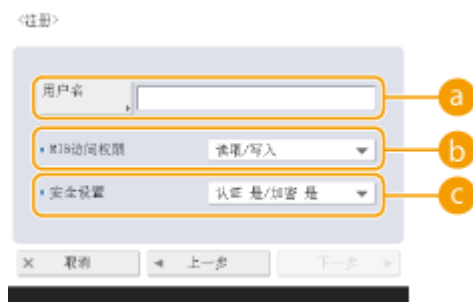 <注册>
用户名
a
MIB访问权限
读取/写入
b
安全设置
认证 是/加密 是
c
取消
上一步
下一步